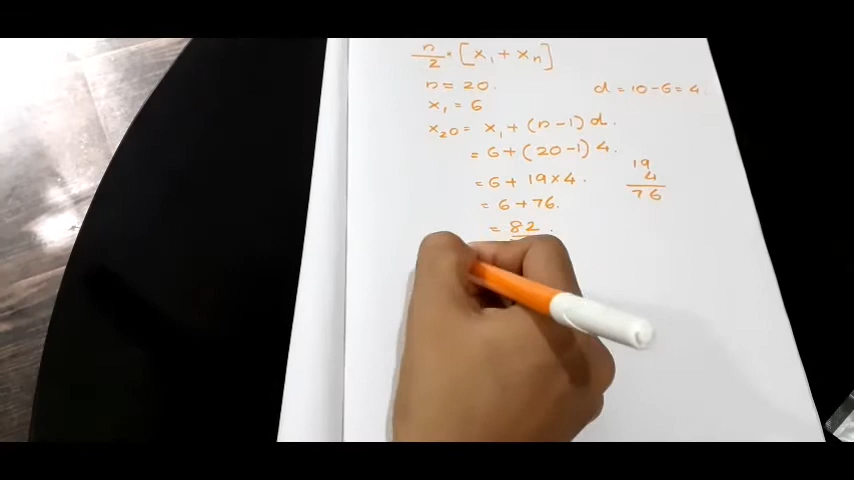 n/2 * [x₁ + xₙ]
n = 20.
d = 10-6 = 4.
x₁ = 6
x₂₀ = x₁ + (n-1) d.
= 6 + (20-1) 4.
= 6 + 19×4.
= 6 + 76.
= 82.
19
4
76